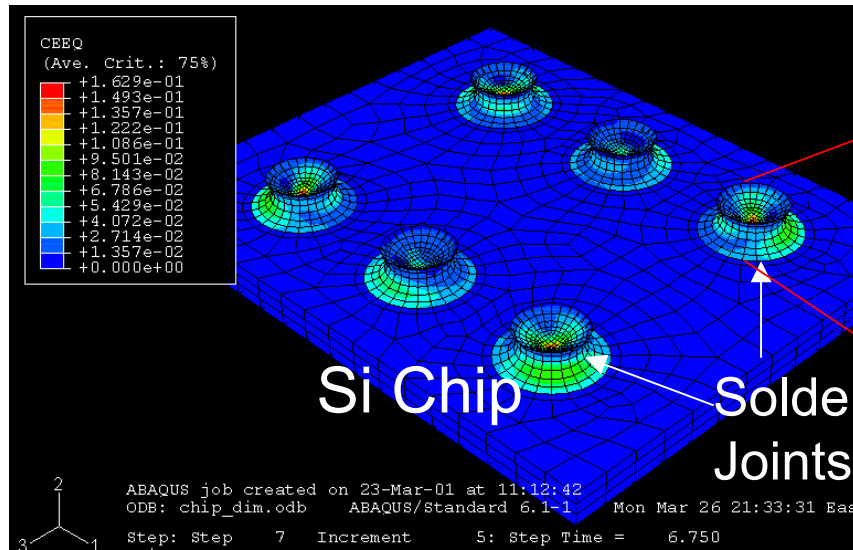 CEEQ
(Ave. Crit.: 75%)
+1.629e-01
+1.493e-01
+1.357e-01
+1.222e-01
+1.086e-01
+9.501e-02
+8.143e-02
+6.786e-02
+5.429e-02
+4.072e-02
+2.714e-02
+1.357e-02
+0.000e+00
Si Chip
Solde
Joints
2
3
1
ABAQUS job created on 23-Mar-01 at 11:12:42
ODB: chip_dim.odb ABAQUS/Standard 6.1-1 Mon Mar 26 21:33:31 Eas
Step: Step 7 Increment 5: Step Time = 6.750